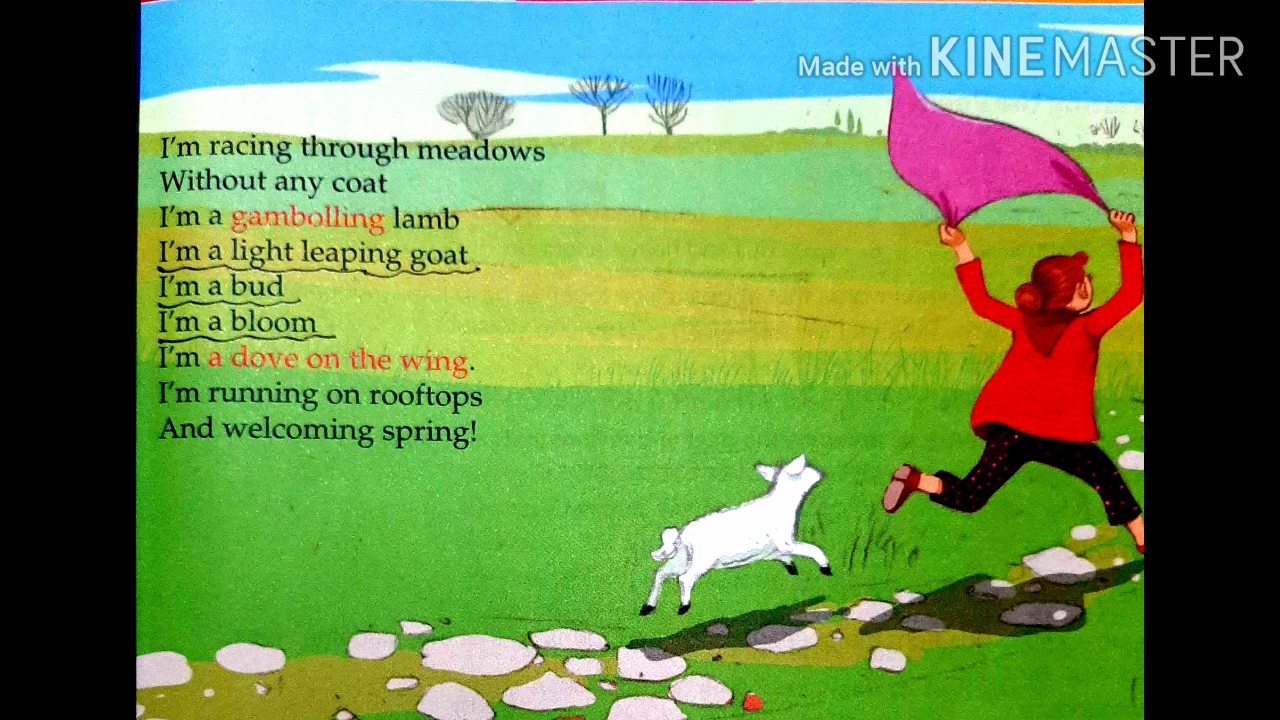 Made with KINEMASTER
I'm racing through meadows
Without any coat
I'm a gambolling lamb
I'm a light leaping goat
I'm a bud
I'm a bloom
I'm a dove on the wing.
I'm running on rooftops
And welcoming spring!